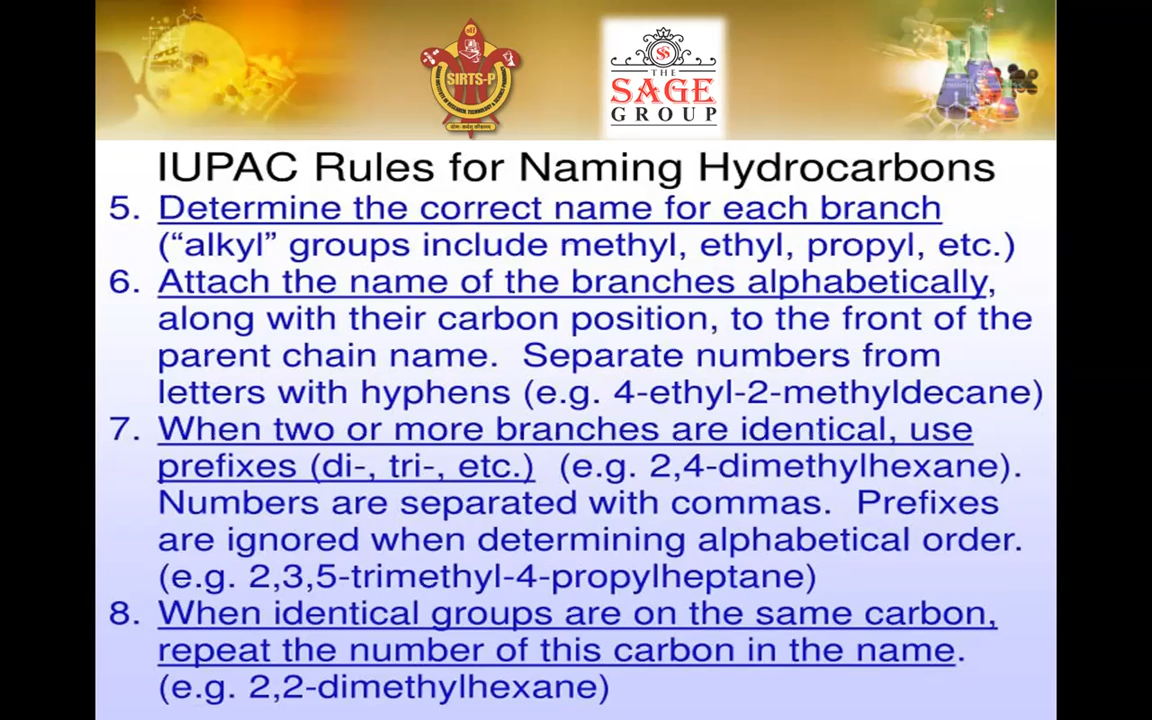 SIRTS-P
SS
THE
SAGE
GROUP
IUPAC Rules for Naming Hydrocarbons
5. Determine the correct name for each branch
(“alkyl” groups include methyl, ethyl, propyl, etc.)
6. Attach the name of the branches alphabetically,
along with their carbon position, to the front of the
parent chain name.  Separate numbers from
letters with hyphens (e.g. 4-ethyl-2-methyldecane)
7. When two or more branches are identical, use
prefixes (di-, tri-, etc.)  (e.g. 2,4-dimethylhexane).
Numbers are separated with commas.  Prefixes
are ignored when determining alphabetical order.
(e.g. 2,3,5-trimethyl-4-propylheptane)
8. When identical groups are on the same carbon,
repeat the number of this carbon in the name.
(e.g. 2,2-dimethylhexane)